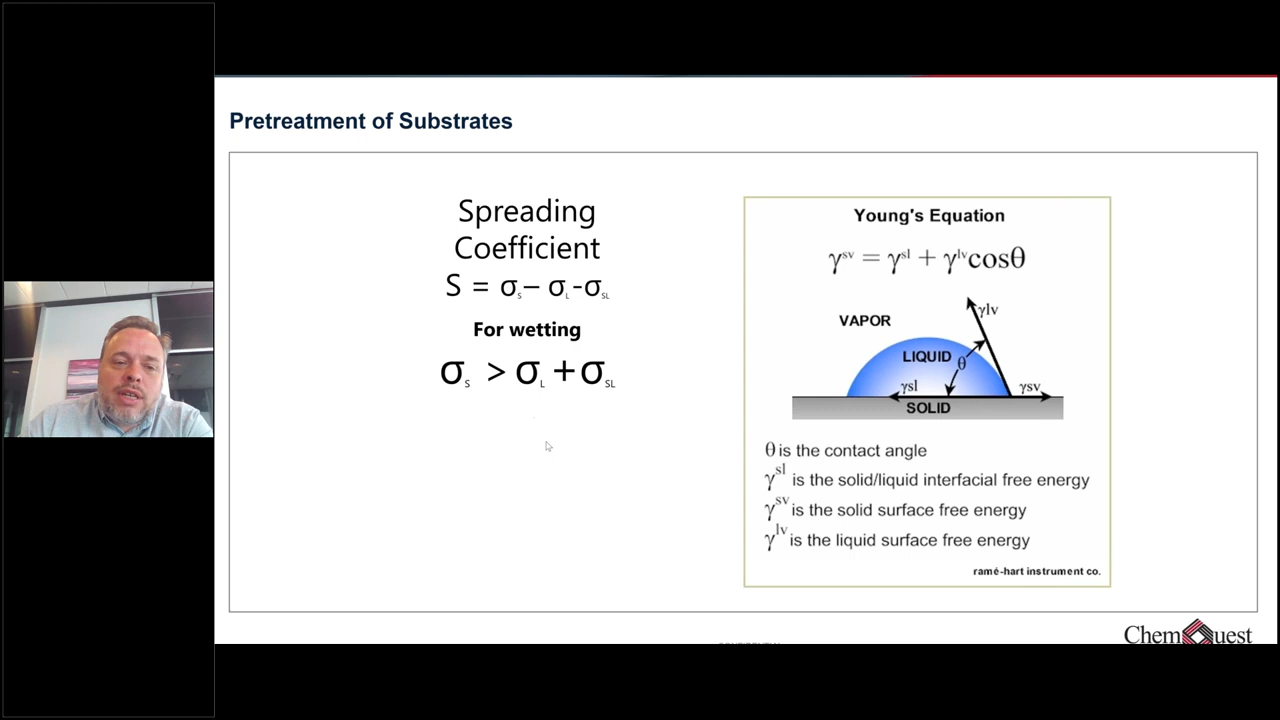 Pretreatment of Substrates
Spreading
Coefficient
S = σS – σL -σSL
For wetting
σS > σL +σSL
Young's Equation
γsv = γsl + γlvcosθ
VAPOR
γlv
LIQUID
θ
γsl
γsv
SOLID
θ is the contact angle
γsl is the solid/liquid interfacial free energy
γsv is the solid surface free energy
γlv is the liquid surface free energy
ramé-hart instrument co.
ChemQuest